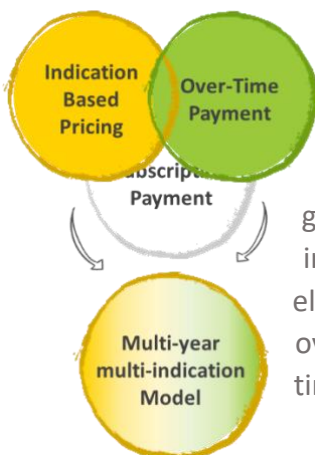 Indication
Based
Pricing
Over-Time
Payment
Payment
Multi-year
multi-indication
Model